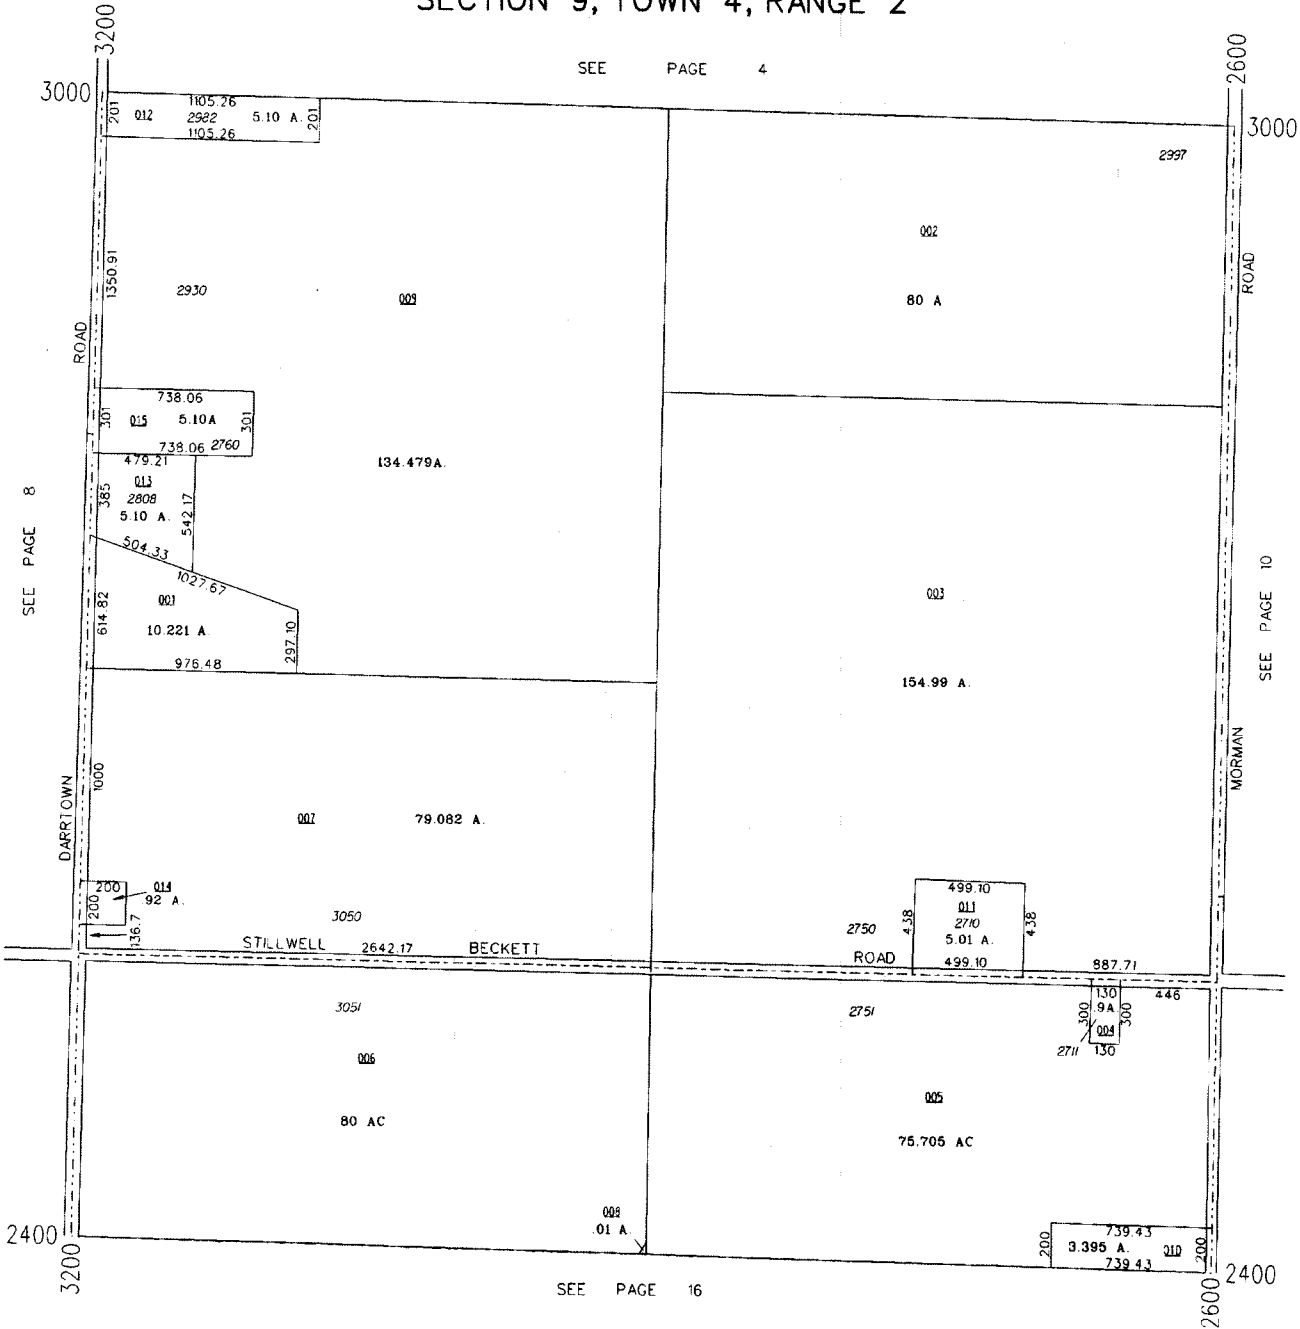 SECTION 9, TOWN 4, RANGE 2
3200
2600
SEE PAGE 4
3000
3000
201
012
1105.26
2982
5.10 A.
201
1105.26
2997
002
80 A
ROAD
1350.91
2930
009
ROAD
738.06
301
015
5.10A
301
738.06
2760
134.479A.
479.21
385
013
2808
5.10 A.
542.17
504.33
1027.67
SEE PAGE 8
SEE PAGE 10
614.82
001
10.221 A.
297.10
976.48
003
154.99 A.
MORMAN
DARRTOWN
1000
007
79.082 A.
200
200
014
.92 A.
136.7
3050
STILLWELL
2642.17
BECKETT
2750
ROAD
499.10
438
011
2710
5.01 A.
438
499.10
887.71
3051
2751
130
446
300
.9A.
300
004
2711
130
006
80 AC
005
75.705 AC
008
.01 A.
739.43
200
3.395 A.
010
200
739.43
2400
3200
SEE PAGE 16
2600
2400